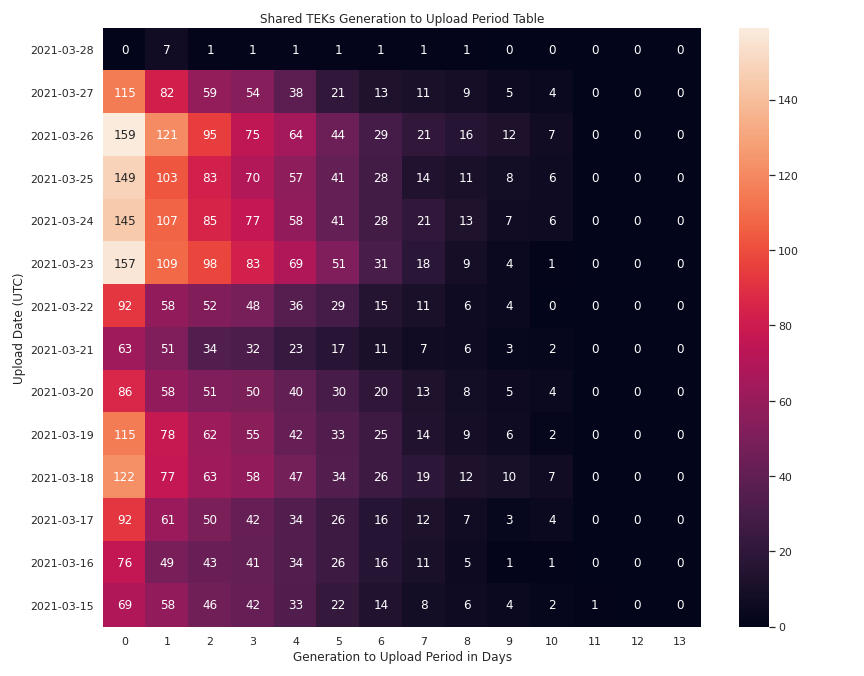 Shared TEKs Generation to Upload Period Table
Upload Date (UTC)
2021-03-28 0 7 1 1 1 1 1 1 1 0 0 0 0 0
2021-03-27 115 82 59 54 38 21 13 11 9 5 4 0 0 0
2021-03-26 159 121 95 75 64 44 29 21 16 12 7 0 0 0
2021-03-25 149 103 83 70 57 41 28 14 11 8 6 0 0 0
2021-03-24 145 107 85 77 58 41 28 21 13 7 6 0 0 0
2021-03-23 157 109 98 83 69 51 31 18 9 4 1 0 0 0
2021-03-22 92 58 52 48 36 29 15 11 6 4 0 0 0 0
2021-03-21 63 51 34 32 23 17 11 7 6 3 2 0 0 0
2021-03-20 86 58 51 50 40 30 20 13 8 5 4 0 0 0
2021-03-19 115 78 62 55 42 33 25 14 9 6 2 0 0 0
2021-03-18 122 77 63 58 47 34 26 19 12 10 7 0 0 0
2021-03-17 92 61 50 42 34 26 16 12 7 3 4 0 0 0
2021-03-16 76 49 43 41 34 26 16 11 5 1 1 0 0 0
2021-03-15 69 58 46 42 33 22 14 8 6 4 2 1 0 0
0 1 2 3 4 5 6 7 8 9 10 11 12 13
Generation to Upload Period in Days
140
120
100
80
60
40
20
0